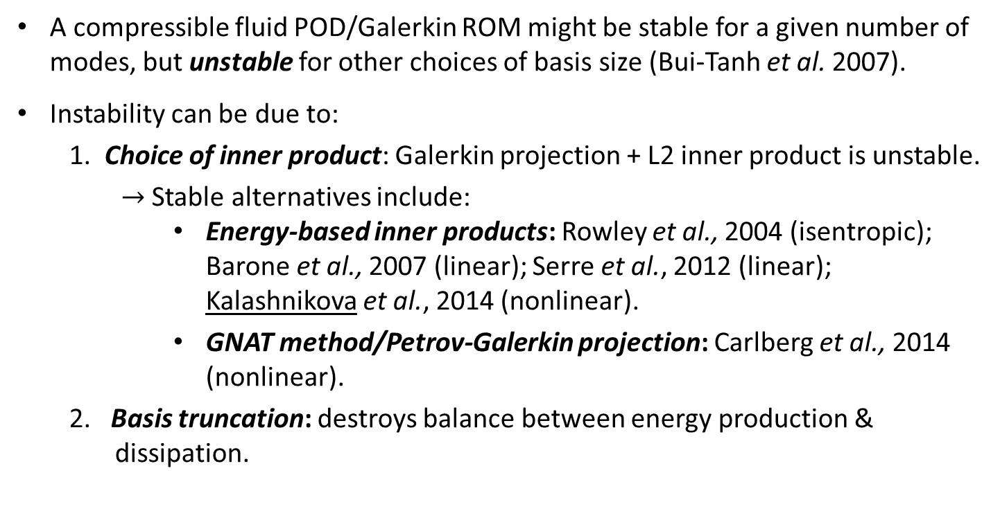 • A compressible fluid POD/Galerkin ROM might be stable for a given number of
modes, but unstable for other choices of basis size (Bui-Tanh et al. 2007).
• Instability can be due to:
1. Choice of inner product: Galerkin projection + L2 inner product is unstable.
→ Stable alternatives include:
• Energy-based inner products: Rowley et al., 2004 (isentropic);
Barone et al., 2007 (linear); Serre et al., 2012 (linear);
Kalashnikova et al., 2014 (nonlinear).
• GNAT method/Petrov-Galerkin projection: Carlberg et al., 2014
(nonlinear).
2. Basis truncation: destroys balance between energy production &
dissipation.